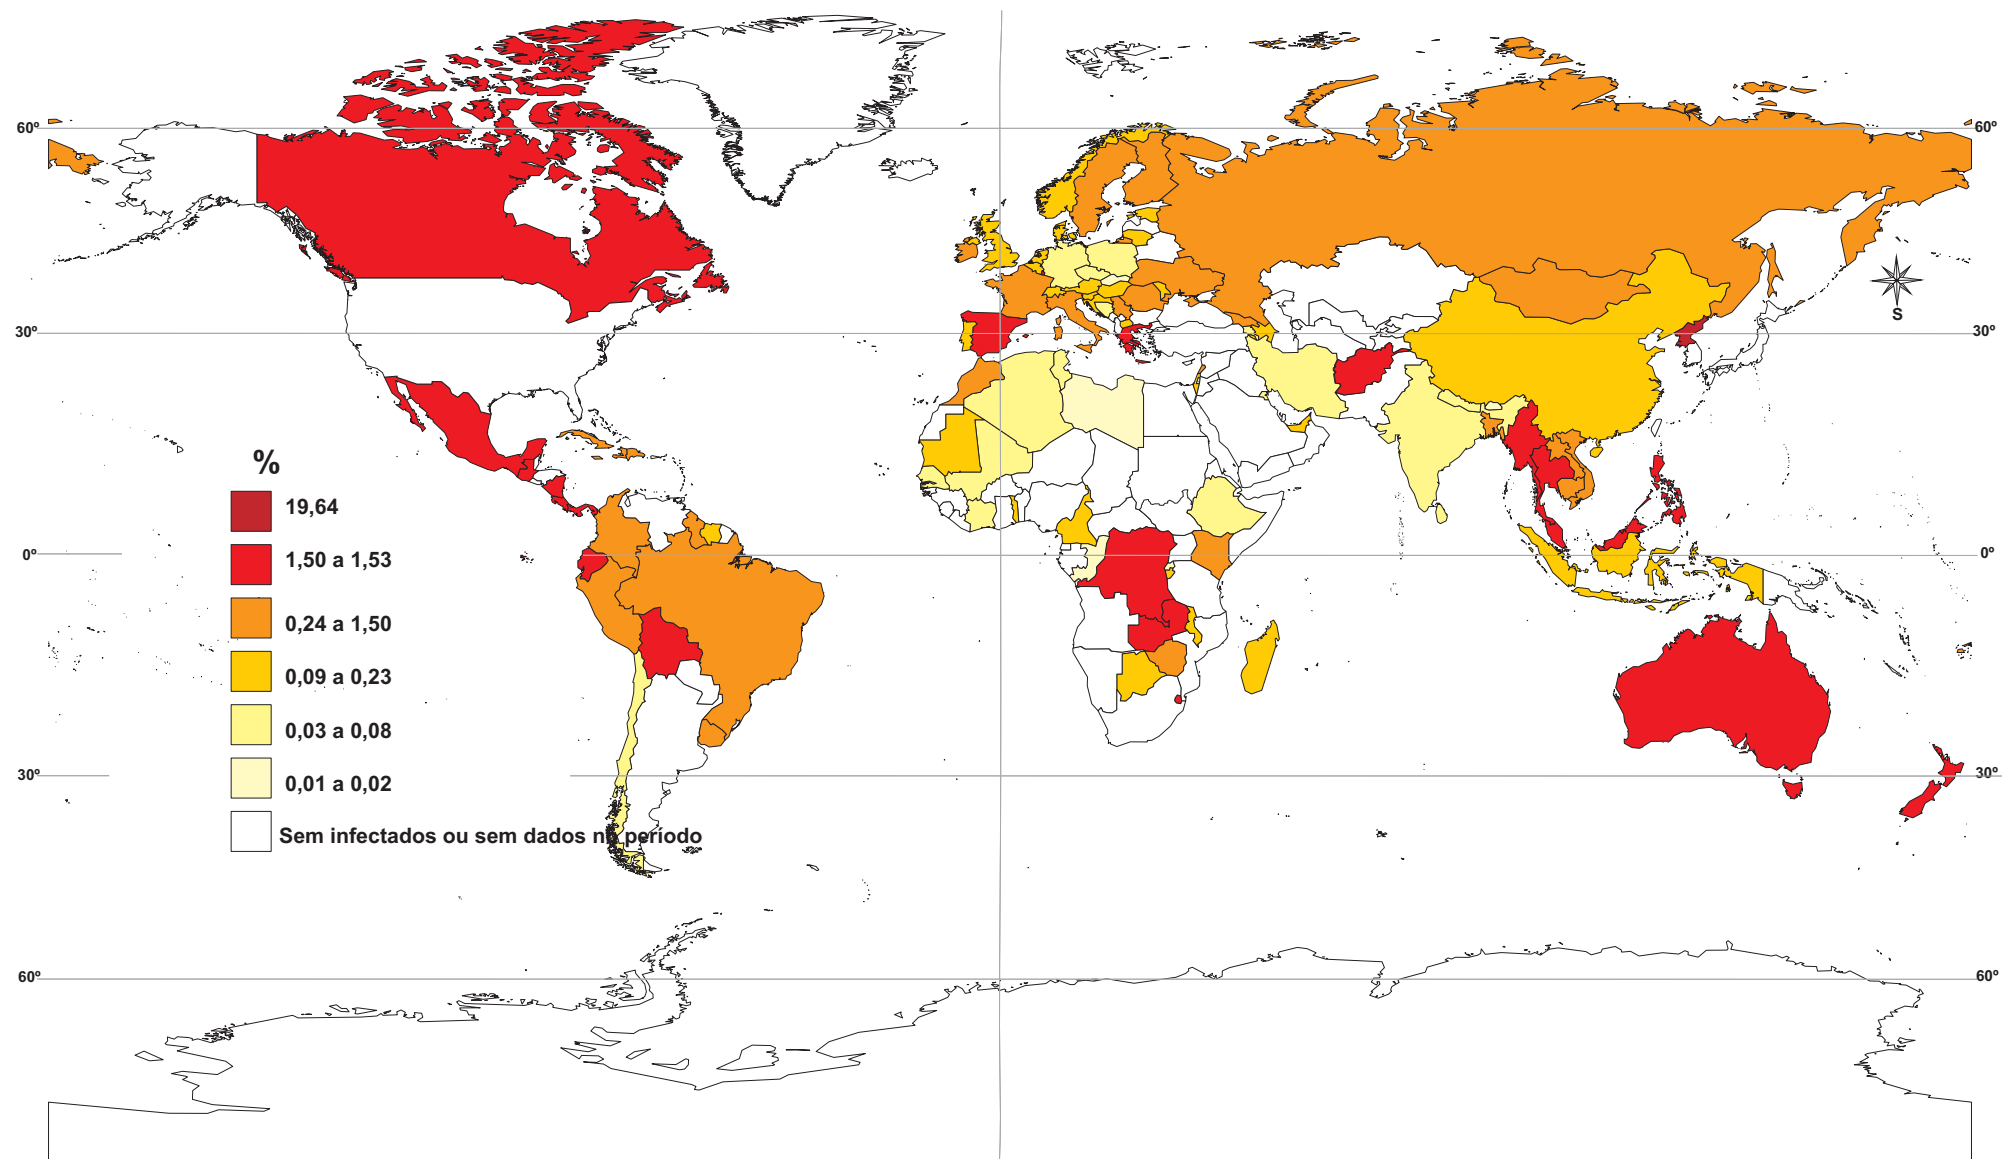 60º
60º
S
30º
30º
%
19,64
1,50 a 1,53
0º
0º
0,24 a 1,50
0,09 a 0,23
0,03 a 0,08
30º
30º
0,01 a 0,02
Sem infectados ou sem dados no período
60º
60º